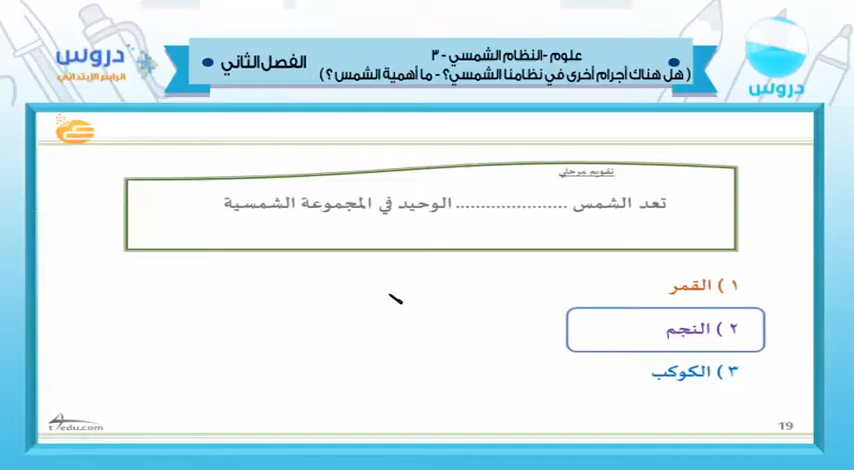 علوم -النظام الشمسي - ٣
( هل هناك أجرام أخرى في نظامنا الشمسي؟ - ما أهمية الشمس ؟ )
الفصل الثاني
دروس
الرابع الإبتدائي
دروس
تقويم مرحلي
تعد الشمس ...................... الوحيد في المجموعة الشمسية
١ ) القمر
٢ ) النجم
٣ ) الكوكب
t4edu.com
19